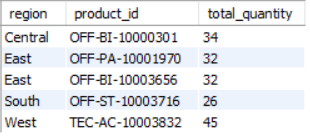 region product_id total_quantity
Central OFF-BI-10000301 34
East OFF-PA-10001970 32
East OFF-BI-10003656 32
South OFF-ST-10003716 26
West TEC-AC-10003832 45